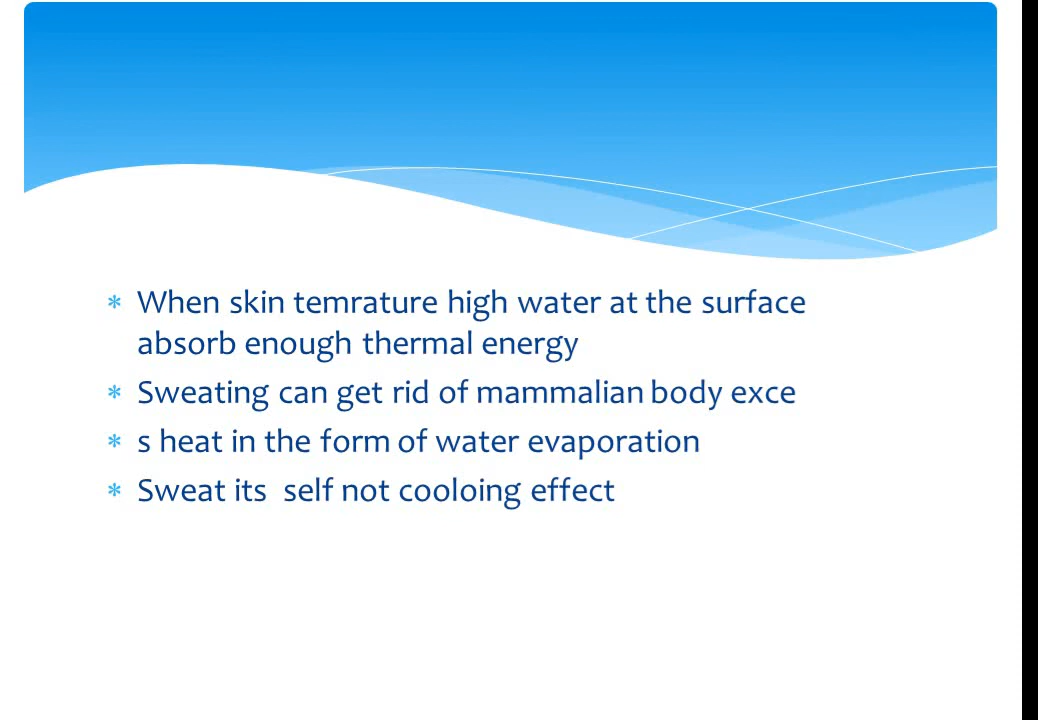 * When skin temrature high water at the surface
absorb enough thermal energy
* Sweating can get rid of mammalian body exce
* s heat in the form of water evaporation
* Sweat its  self not cooloing effect